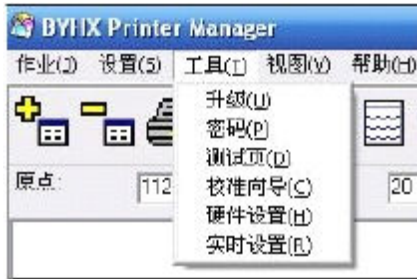 BYHX Printer Manager
作业(J) 设置(S) 工具(T) 视图(V) 帮助(H)
升级(U)
密码(P)
测试页(D)
校准向导(C)
硬件设置(H)
实时设置(R)
原点: 112 20